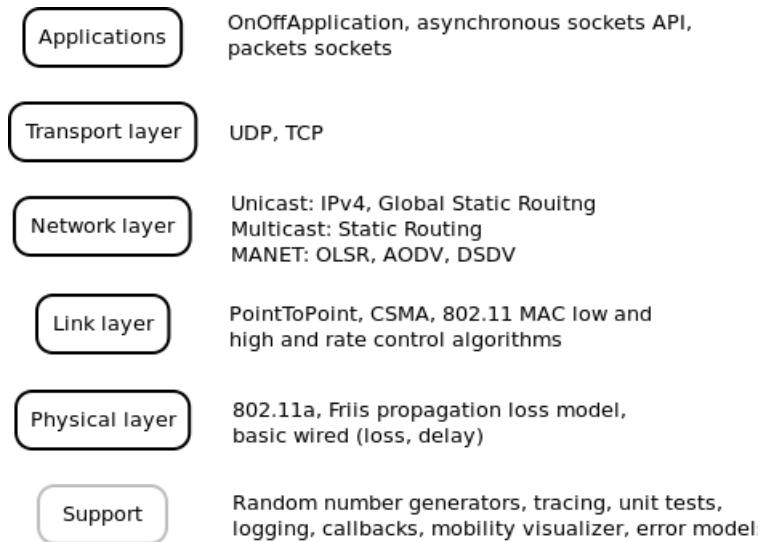 Applications
OnOffApplication, asynchronous sockets API,
packets sockets
Transport layer
UDP, TCP
Network layer
Unicast: IPv4, Global Static Rouitng
Multicast: Static Routing
MANET: OLSR, AODV, DSDV
Link layer
PointToPoint, CSMA, 802.11 MAC low and
high and rate control algorithms
Physical layer
802.11a, Friis propagation loss model,
basic wired (loss, delay)
Support
Random number generators, tracing, unit tests,
logging, callbacks, mobility visualizer, error models